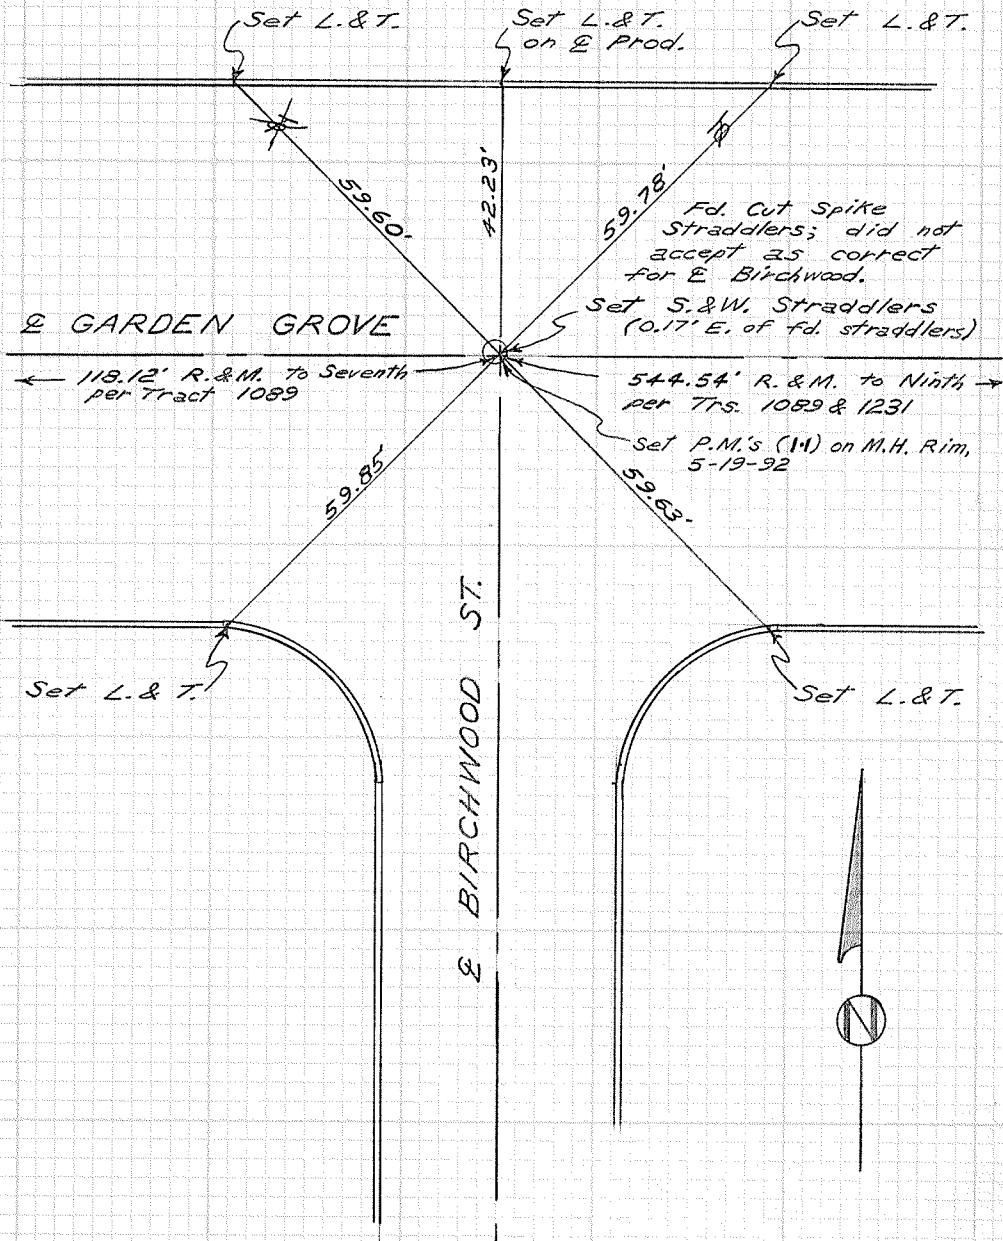 Set L.&T.
Set L.&T.
on ℄ Prod.
Set L.&T.
59.60'
42.23'
59.78'
Fd. Cut Spike
Straddlers; did not
accept as correct
for ℄ Birchwood.
Set S.&W. Straddlers
(0.17' E. of fd. straddlers)
℄ GARDEN GROVE
← 118.12' R.&M. to Seventh
per Tract 1089
544.54' R.&M. to Ninth →
per Trs. 1089 & 1231
Set P.M.'s (|·|) on M.H. Rim,
5-19-92
59.85'
59.63'
℄ BIRCHWOOD ST.
Set L.&T.
Set L.&T.
N